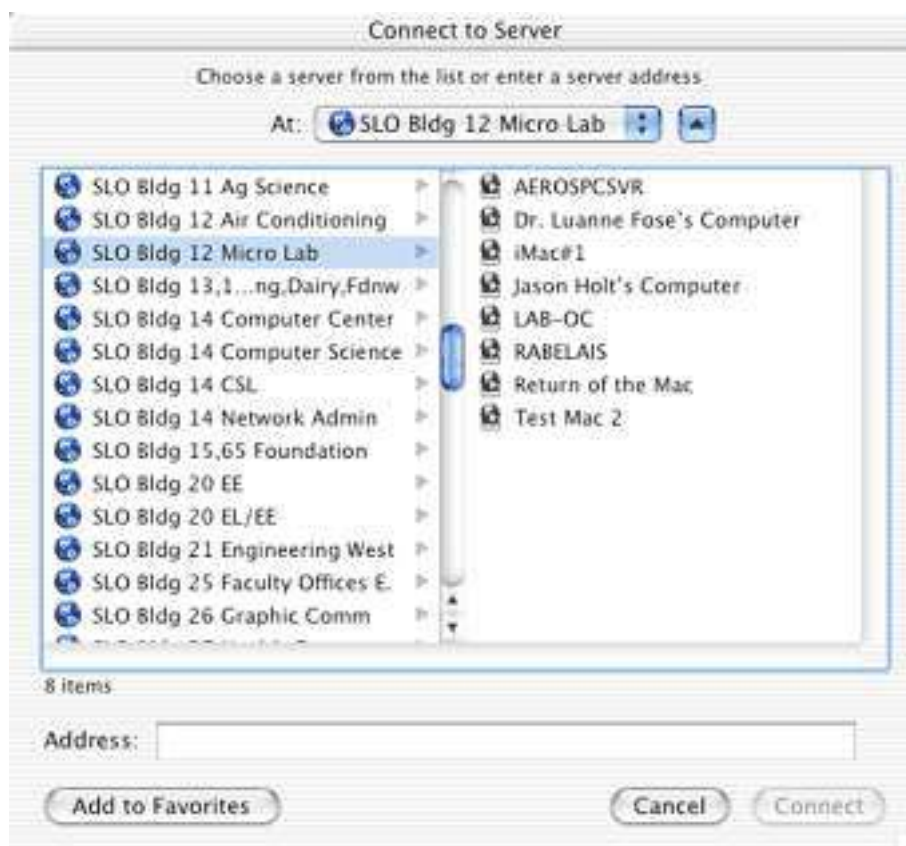 Connect to Server
Choose a server from the list or enter a server address
At: SLO Bldg 12 Micro Lab
SLO Bldg 11 Ag Science
SLO Bldg 12 Air Conditioning
SLO Bldg 12 Micro Lab
SLO Bldg 13,1...ng,Dairy,Fdnw
SLO Bldg 14 Computer Center
SLO Bldg 14 Computer Science
SLO Bldg 14 CSL
SLO Bldg 14 Network Admin
SLO Bldg 15,65 Foundation
SLO Bldg 20 EE
SLO Bldg 20 EL/EE
SLO Bldg 21 Engineering West
SLO Bldg 25 Faculty Offices E.
SLO Bldg 26 Graphic Comm
AEROSPCSVR
Dr. Luanne Fose's Computer
iMac#1
Jason Holt's Computer
LAB-OC
RABELAIS
Return of the Mac
Test Mac 2
8 items
Address:
Add to Favorites
Cancel
Connect